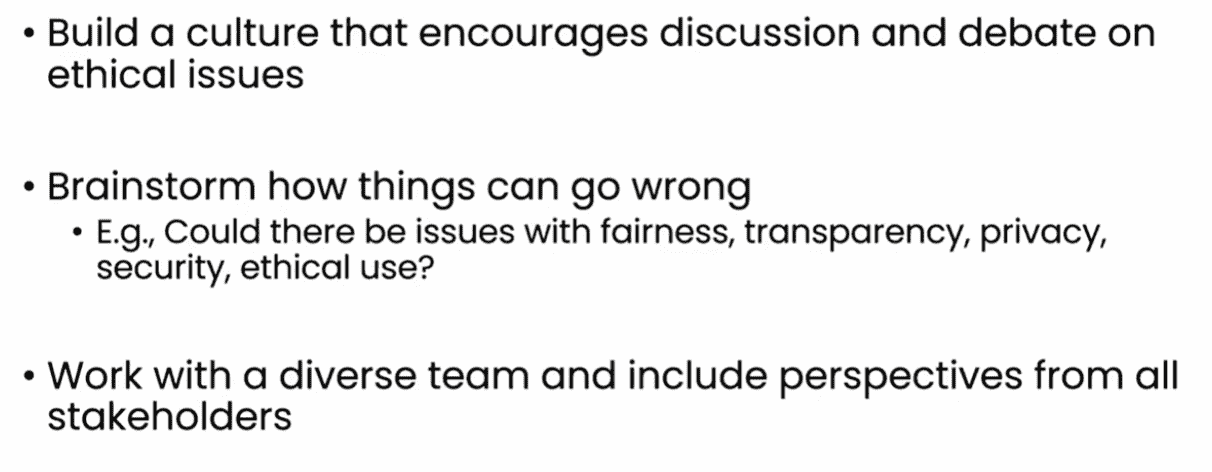 • Build a culture that encourages discussion and debate on
ethical issues
• Brainstorm how things can go wrong
• E.g., Could there be issues with fairness, transparency, privacy,
security, ethical use?
• Work with a diverse team and include perspectives from all
stakeholders